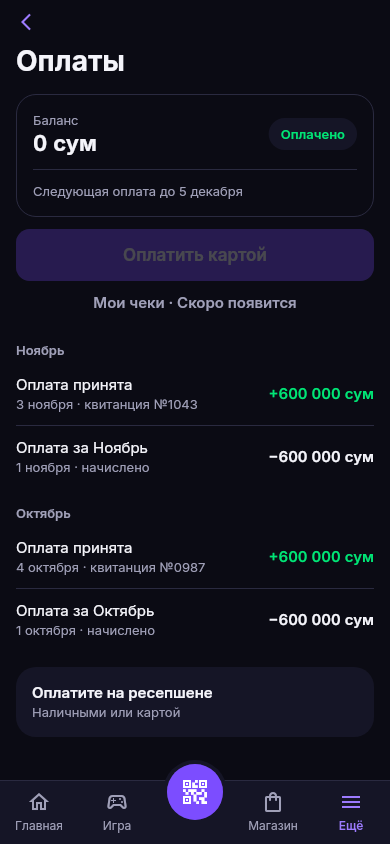 Оплаты
Баланс
0 сум
Оплачено
Следующая оплата до 5 декабря
Оплатить картой
Мои чеки · Скоро появится
Ноябрь
Оплата принята
+600 000 сум
3 ноября · квитанция №1043
Оплата за Ноябрь
−600 000 сум
1 ноября · начислено
Октябрь
Оплата принята
+600 000 сум
4 октября · квитанция №0987
Оплата за Октябрь
−600 000 сум
1 октября · начислено
Оплатите на ресепшене
Наличными или картой
Главная
Игра
Магазин
Ещё